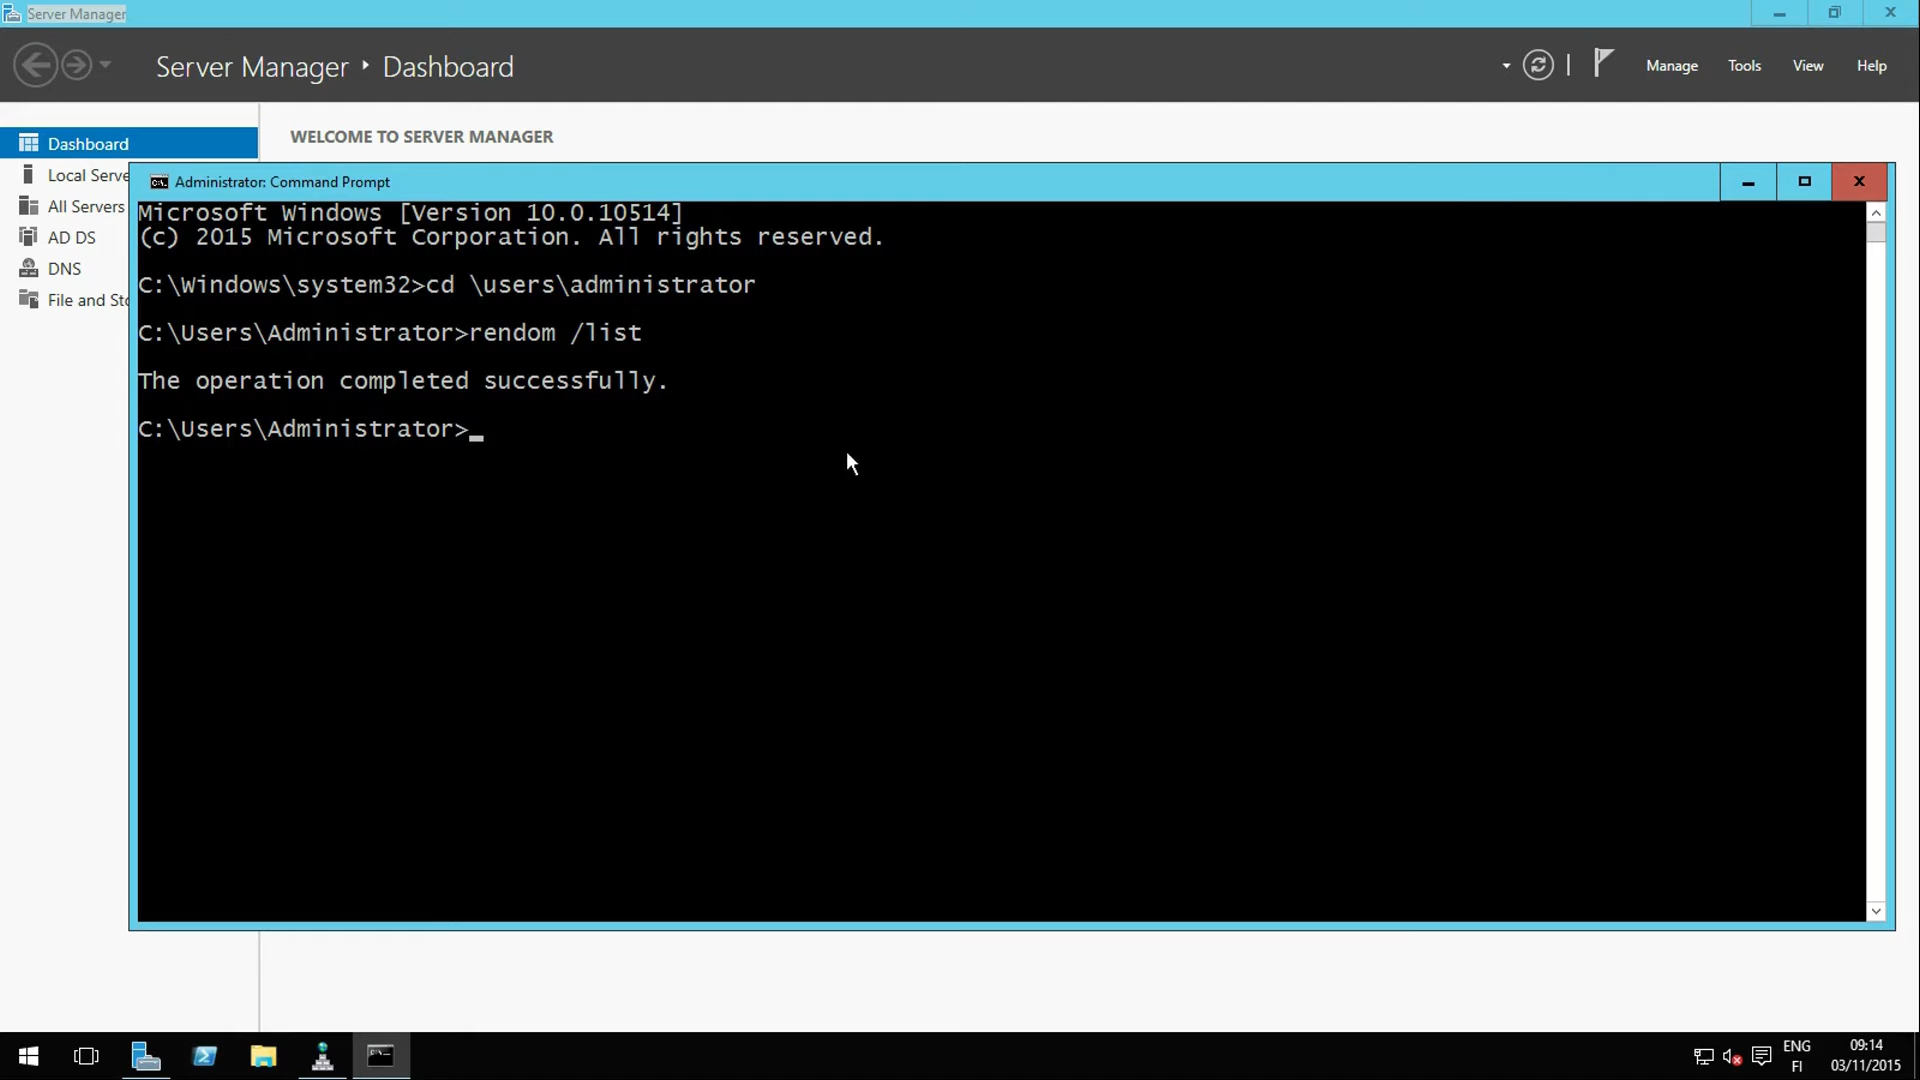 Server Manager
Server Manager ‣ Dashboard
Manage
Tools
View
Help
Dashboard
WELCOME TO SERVER MANAGER
Local Serve
All Servers
AD DS
DNS
File and Sto
Administrator: Command Prompt
Microsoft Windows [Version 10.0.10514]
(c) 2015 Microsoft Corporation. All rights reserved.
C:\Windows\system32>cd \users\administrator
C:\Users\Administrator>rendom /list
The operation completed successfully.
C:\Users\Administrator>_
ENG
FI
09:14
03/11/2015